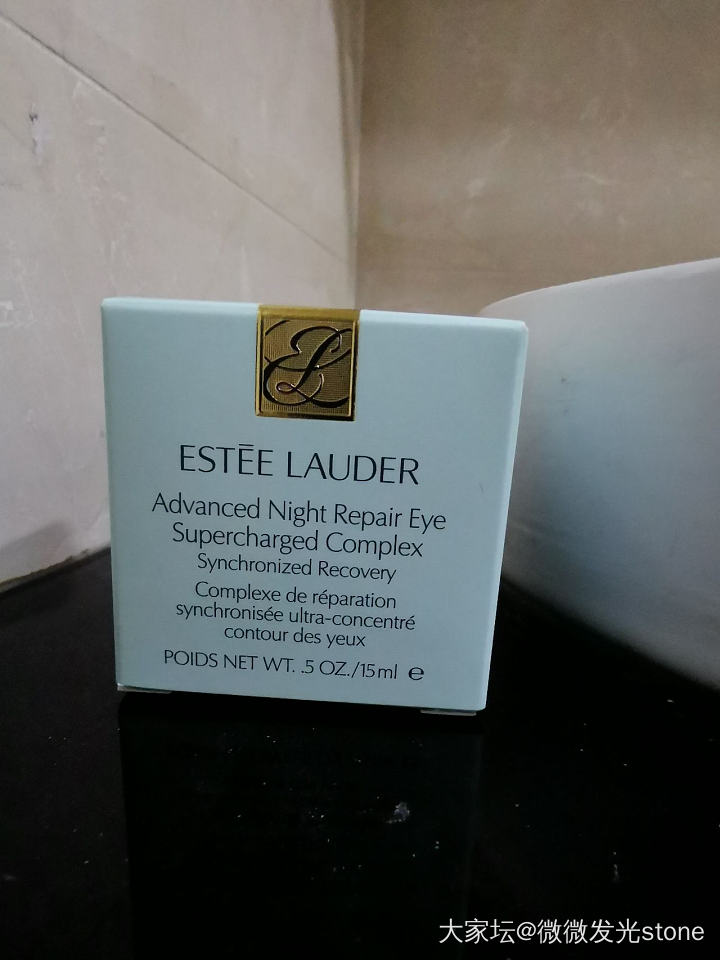 EL
ESTĒE LAUDER
Advanced Night Repair Eye
Supercharged Complex
Synchronized Recovery
Complexe de réparation
synchronisée ultra-concentré
contour des yeux
POIDS NET WT. .5 OZ./15ml ℮
大家坛@微微发光stone